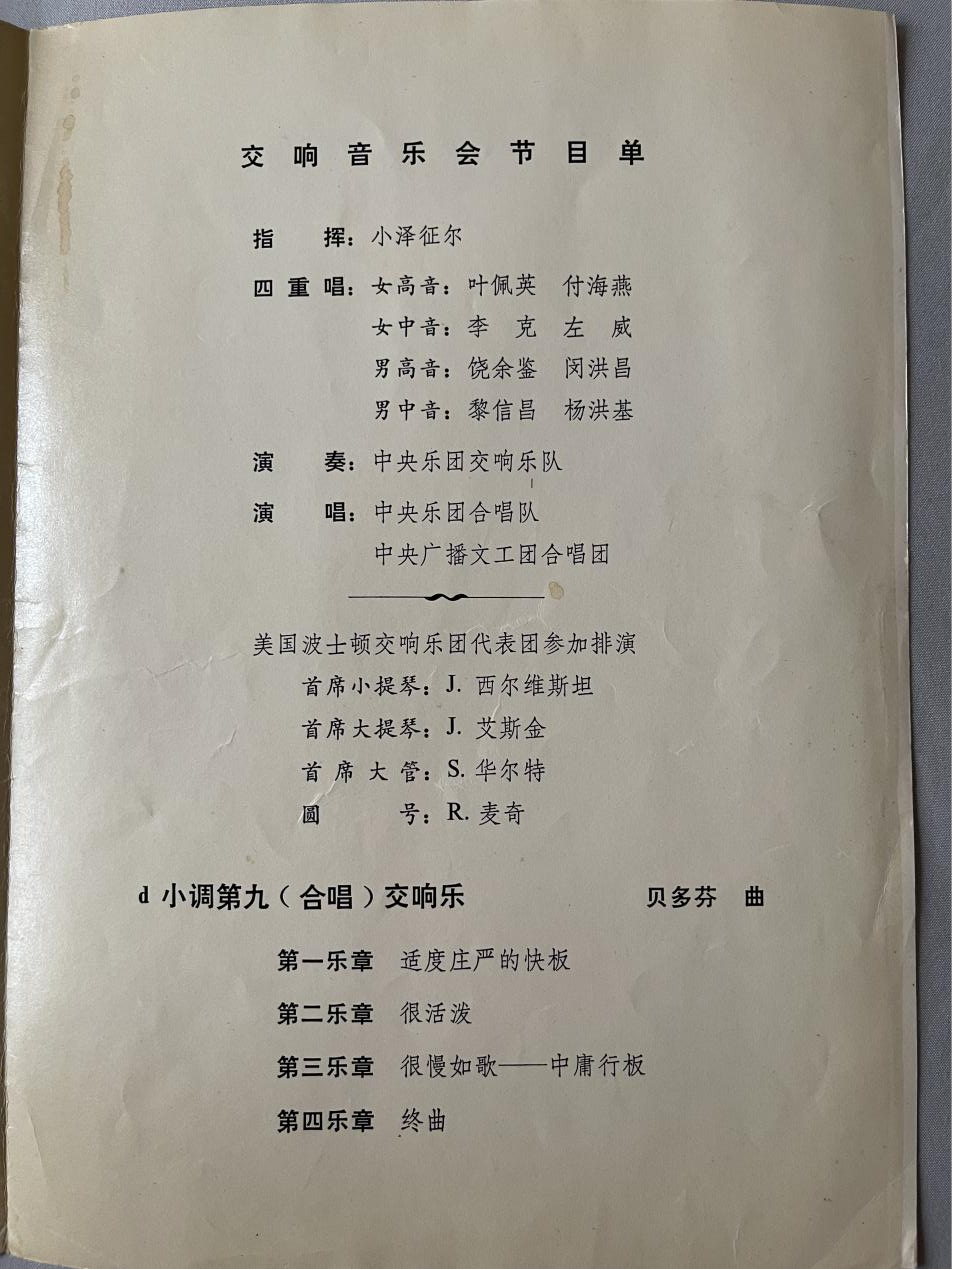 交响音乐会节目单
指挥：小泽征尔
四重唱：女高音：叶佩英 付海燕
女中音：李克 左威
男高音：饶余鉴 闵洪昌
男中音：黎信昌 杨洪基
演奏：中央乐团交响乐队
演唱：中央乐团合唱队
中央广播文工团合唱团
美国波士顿交响乐团代表团参加排演
首席小提琴：J. 西尔维斯坦
首席大提琴：J. 艾斯金
首席大管：S. 华尔特
圆号：R. 麦奇
d 小调第九（合唱）交响乐 贝多芬 曲
第一乐章 适度庄严的快板
第二乐章 很活泼
第三乐章 很慢如歌——中庸行板
第四乐章 终曲